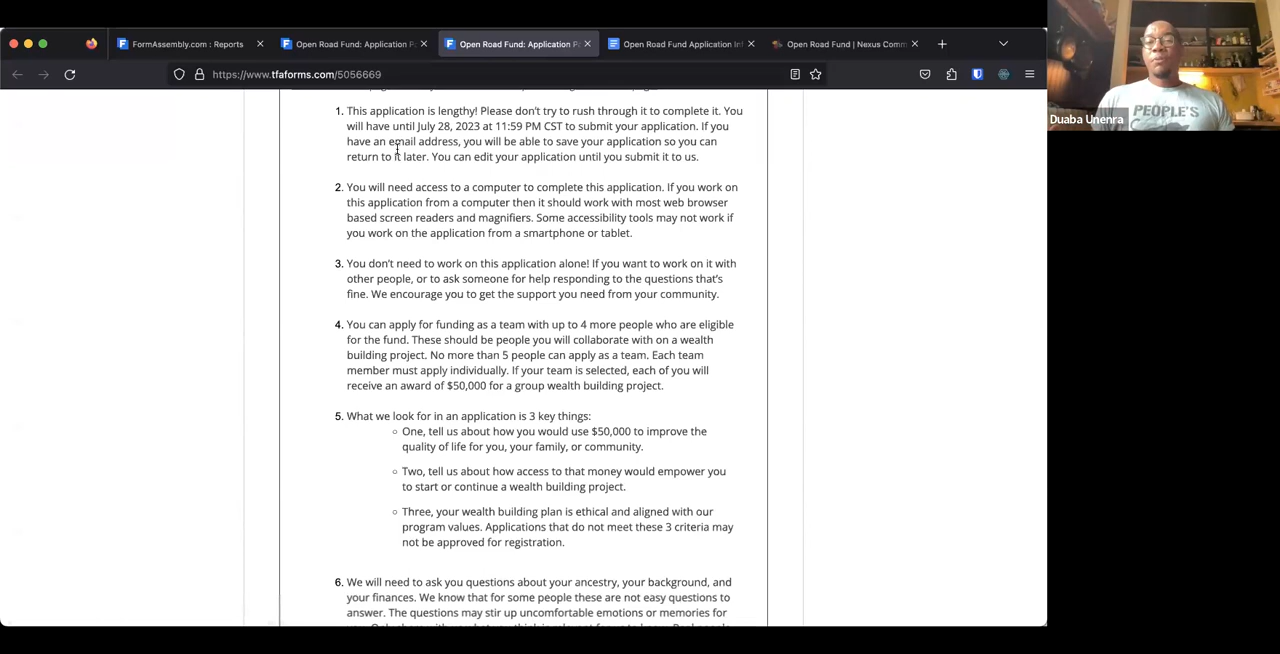 FormAssembly.com : Reports
Open Road Fund: Application P
Open Road Fund: Application P
Open Road Fund Application In
Open Road Fund | Nexus Comm
https://www.tfaforms.com/5056669
1. This application is lengthy! Please don't try to rush through it to complete it. You
will have until July 28, 2023 at 11:59 PM CST to submit your application. If you
have an email address, you will be able to save your application so you can
return to it later. You can edit your application until you submit it to us.
2. You will need access to a computer to complete this application. If you work on
this application from a computer then it should work with most web browser
based screen readers and magnifiers. Some accessibility tools may not work if
you work on the application from a smartphone or tablet.
3. You don't need to work on this application alone! If you want to work on it with
other people, or to ask someone for help responding to the questions that's
fine. We encourage you to get the support you need from your community.
4. You can apply for funding as a team with up to 4 more people who are eligible
for the fund. These should be people you will collaborate with on a wealth
building project. No more than 5 people can apply as a team. Each team
member must apply individually. If your team is selected, each of you will
receive an award of $50,000 for a group wealth building project.
5. What we look for in an application is 3 key things:
One, tell us about how you would use $50,000 to improve the
quality of life for you, your family, or community.
Two, tell us about how access to that money would empower you
to start or continue a wealth building project.
Three, your wealth building plan is ethical and aligned with our
program values. Applications that do not meet these 3 criteria may
not be approved for registration.
6. We will need to ask you questions about your ancestry, your background, and
your finances. We know that for some people these are not easy questions to
answer. The questions may stir up uncomfortable emotions or memories for
PEOPLE'S
Duaba Unenra